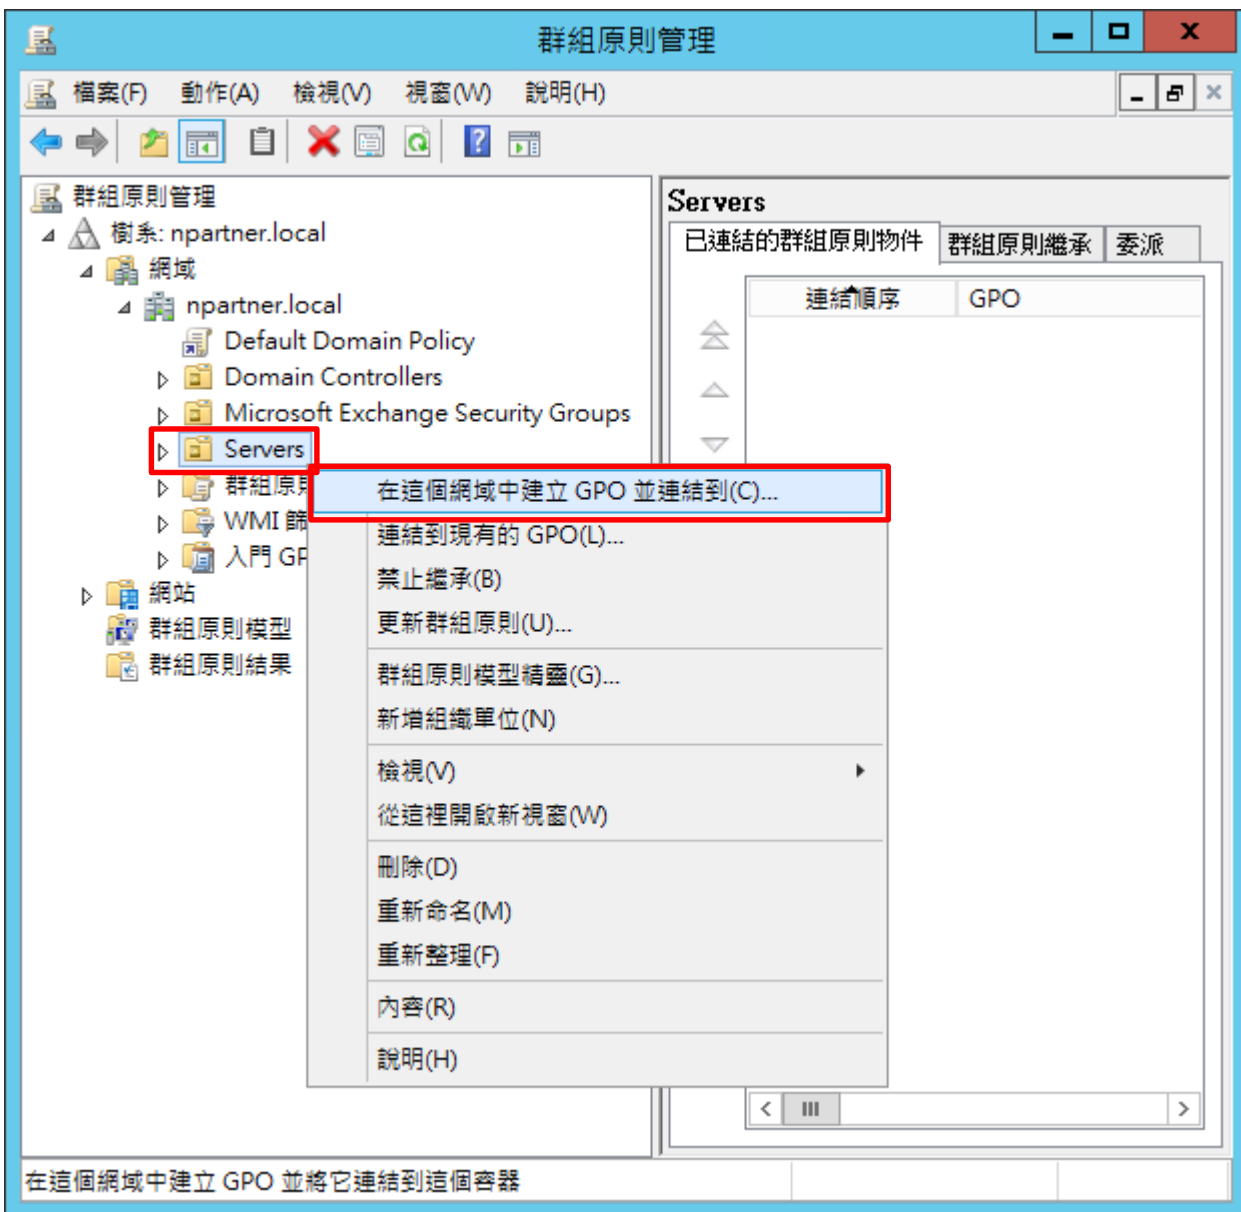 群組原則管理
檔案(F) 動作(A) 檢視(V) 視窗(W) 說明(H)
群組原則管理
樹系: npartner.local
網域
npartner.local
Default Domain Policy
Domain Controllers
Microsoft Exchange Security Groups
Servers
群組原
WMI 篩
入門 GP
網站
群組原則模型
群組原則結果
Servers
已連結的群組原則物件 群組原則繼承 委派
連結順序 GPO
在這個網域中建立 GPO 並連結到(C)...
連結到現有的 GPO(L)...
禁止繼承(B)
更新群組原則(U)...
群組原則模型精靈(G)...
新增組織單位(N)
檢視(V)
從這裡開啟新視窗(W)
刪除(D)
重新命名(M)
重新整理(F)
內容(R)
說明(H)
在這個網域中建立 GPO 並將它連結到這個容器